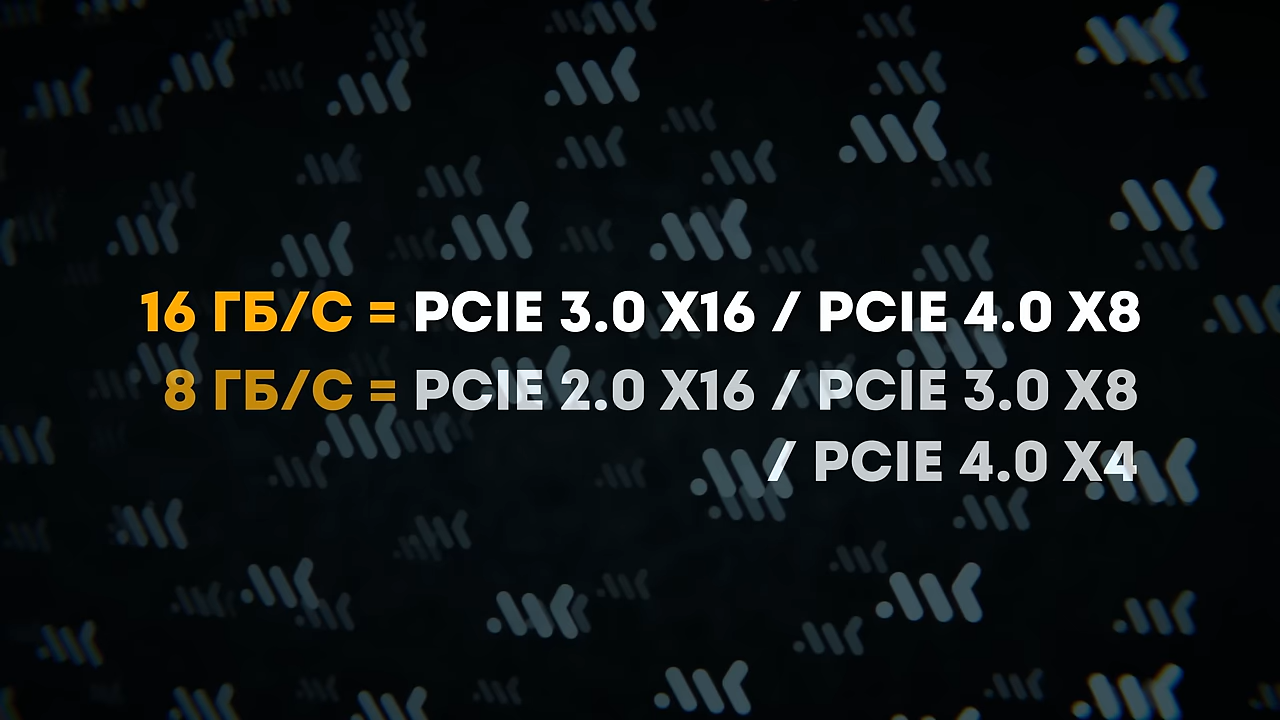 16 ГБ/С = PCIE 3.0 X16 / PCIE 4.0 X8
8 ГБ/С = PCIE 2.0 X16 / PCIE 3.0 X8
/ PCIE 4.0 X4